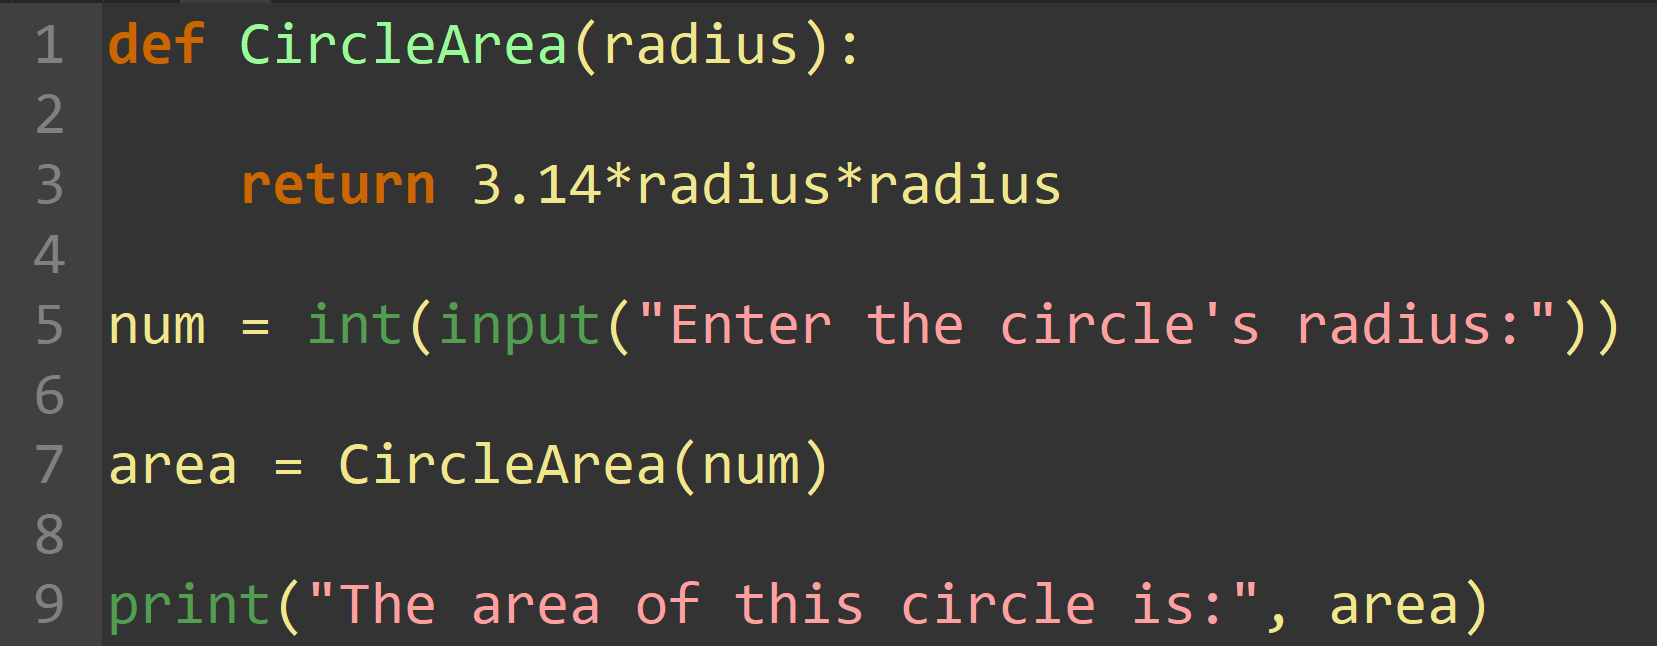 1 def CircleArea(radius):
2
3     return 3.14*radius*radius
4
5 num = int(input("Enter the circle's radius:"))
6
7 area = CircleArea(num)
8
9 print("The area of this circle is:", area)